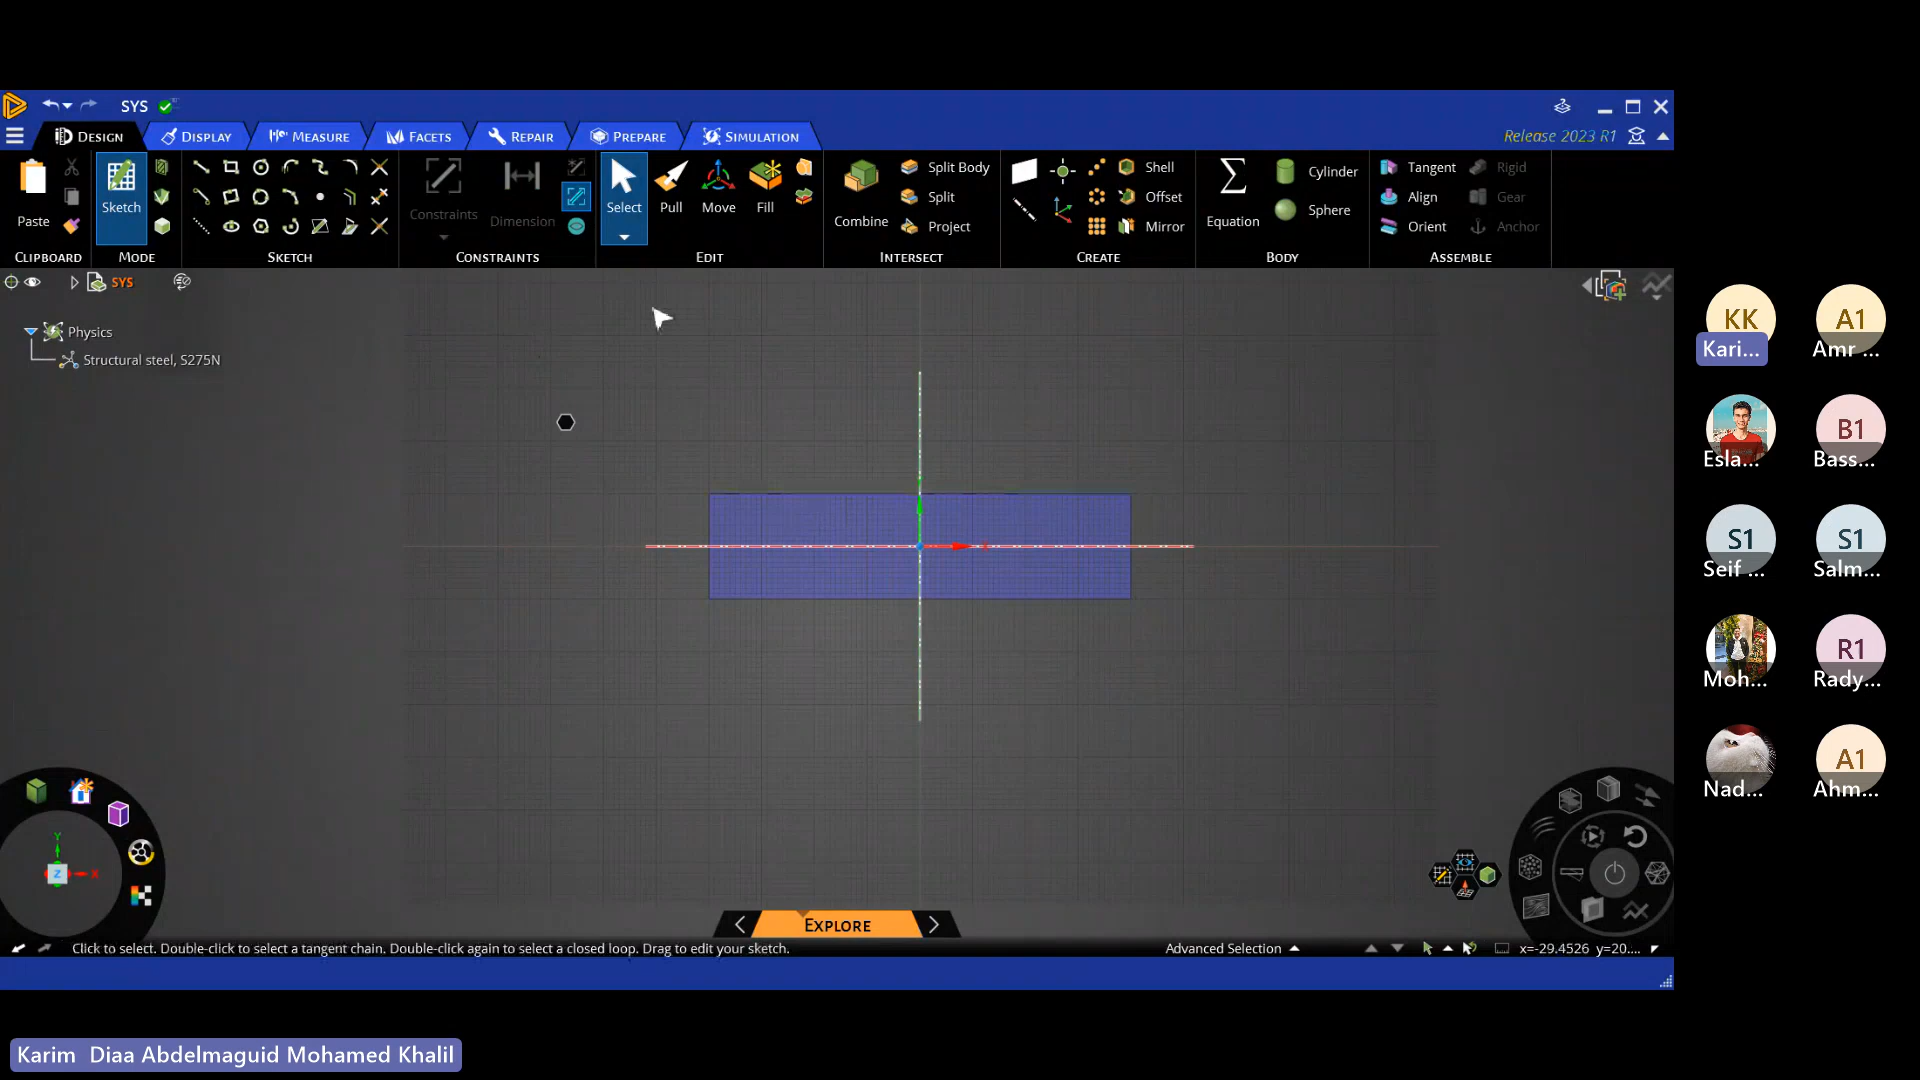 SYS
DESIGN
DISPLAY
MEASURE
FACETS
REPAIR
PREPARE
SIMULATION
Release 2023 R1
Paste
Sketch
Constraints
Dimension
Select
Pull
Move
Fill
Combine
Split Body
Split
Project
Shell
Offset
Mirror
Equation
Cylinder
Sphere
Tangent
Align
Orient
Rigid
Gear
Anchor
CLIPBOARD
MODE
SKETCH
CONSTRAINTS
EDIT
INTERSECT
CREATE
BODY
ASSEMBLE
SYS
Physics
Structural steel, S275N
X
Y
Z
X
EXPLORE
Click to select. Double-click to select a tangent chain. Double-click again to select a closed loop. Drag to edit your sketch.
Advanced Selection
x=-29.4526 y=20....
KK
Kari...
A1
Amr ...
Esla...
B1
Bass...
S1
Seif ...
S1
Salm...
Moh...
R1
Rady...
Nad...
A1
Ahm...
Karim Diaa Abdelmaguid Mohamed Khalil